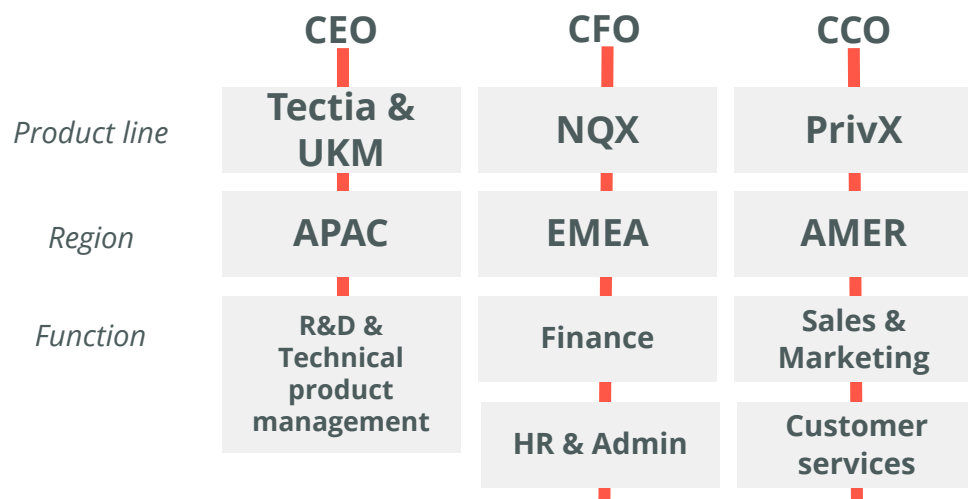 CEO
CFO
CCO
Product line
Tectia &
UKM
NQX
PrivX
Region
APAC
EMEA
AMER
Function
R&D &
Technical
product
management
Finance
Sales &
Marketing
HR & Admin
Customer
services